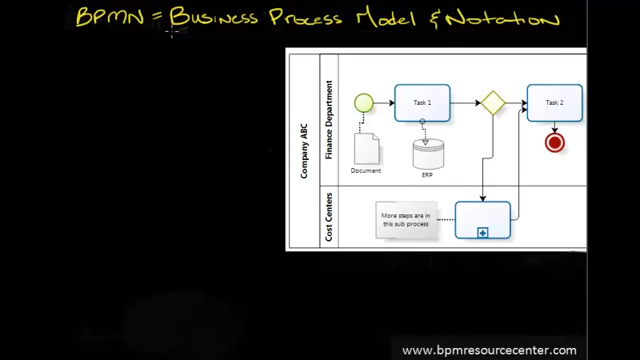 BPMN = Business Process Model & Notation
Company ABC
Finance Department
Task 1
Task 2
Document
ERP
Cost Centers
More steps are in
this sub process
www.bpmresourcecenter.com